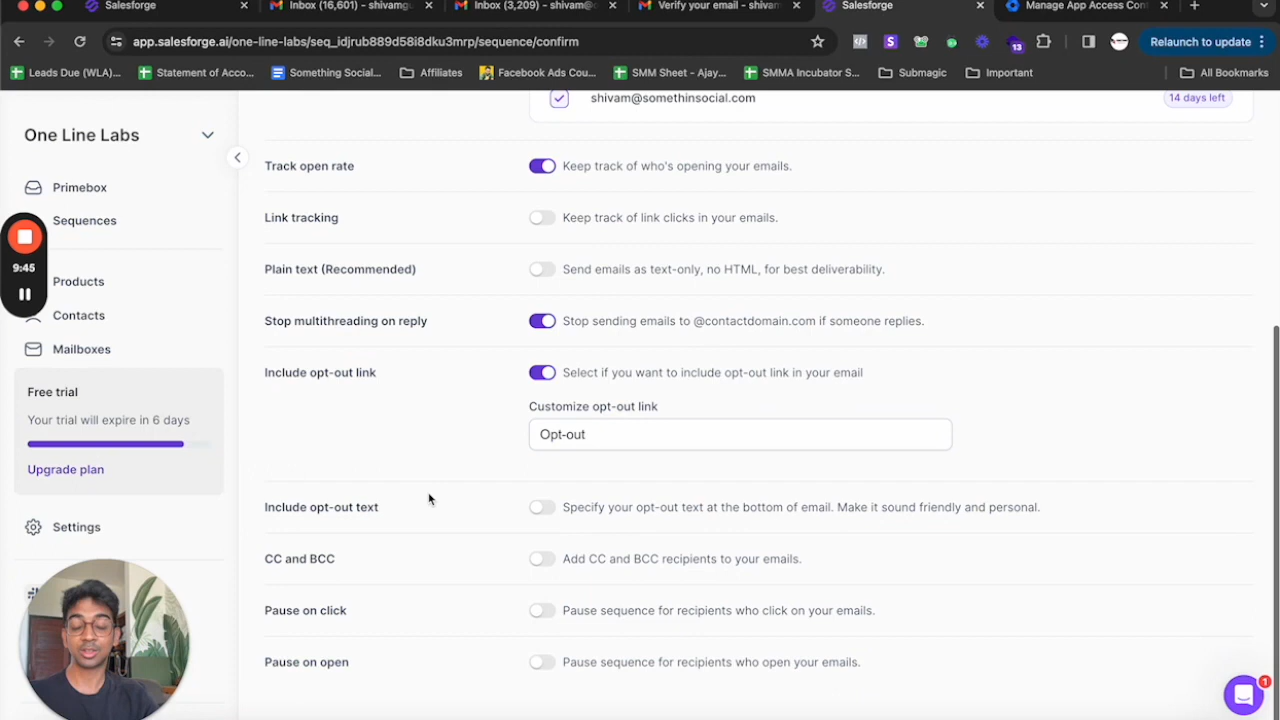 Salesforge
Inbox (16,601) - shivamgu
Inbox (3,209) - shivam@
Verify your email - shivam
Salesforge
Manage App Access Con
app.salesforge.ai/one-line-labs/seq_idjrub889d58i8dku3mrp/sequence/confirm
13
Relaunch to update
Leads Due (WLA)...
Statement of Acco...
Something Social...
Affiliates
Facebook Ads Cou...
SMM Sheet - Ajay...
SMMA Incubator S...
Submagic
Important
All Bookmarks
One Line Labs
Primebox
Sequences
9:45
Products
Contacts
Mailboxes
Free trial
Your trial will expire in 6 days
Upgrade plan
Settings
shivam@somethinsocial.com
14 days left
Track open rate
Keep track of who's opening your emails.
Link tracking
Keep track of link clicks in your emails.
Plain text (Recommended)
Send emails as text-only, no HTML, for best deliverability.
Stop multithreading on reply
Stop sending emails to @contactdomain.com if someone replies.
Include opt-out link
Select if you want to include opt-out link in your email
Customize opt-out link
Opt-out
Include opt-out text
Specify your opt-out text at the bottom of email. Make it sound friendly and personal.
CC and BCC
Add CC and BCC recipients to your emails.
Pause on click
Pause sequence for recipients who click on your emails.
Pause on open
Pause sequence for recipients who open your emails.
1